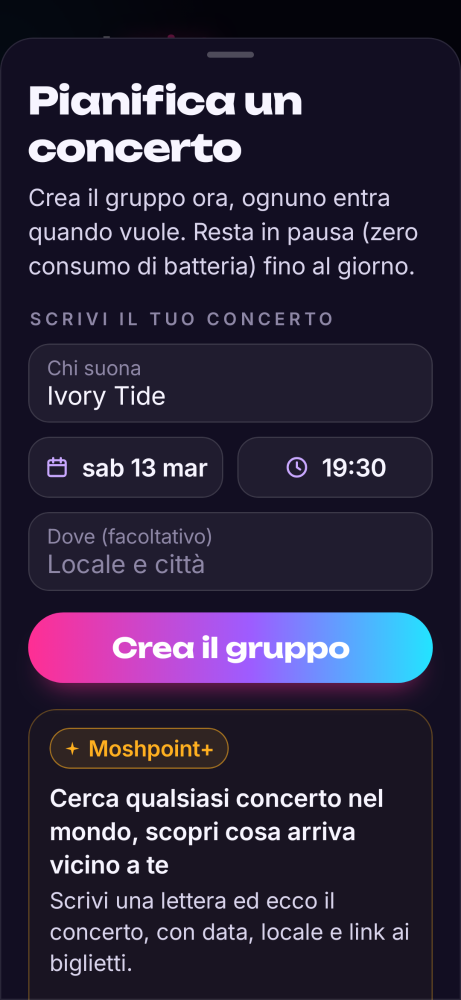 Pianifica un
concerto
Crea il gruppo ora, ognuno entra
quando vuole. Resta in pausa (zero
consumo di batteria) fino al giorno.
SCRIVI IL TUO CONCERTO
Chi suona
Ivory Tide
sab 13 mar
19:30
Dove (facoltativo)
Locale e città
Crea il gruppo
Moshpoint+
Cerca qualsiasi concerto nel
mondo, scopri cosa arriva
vicino a te
Scrivi una lettera ed ecco il
concerto, con data, locale e link ai
biglietti.